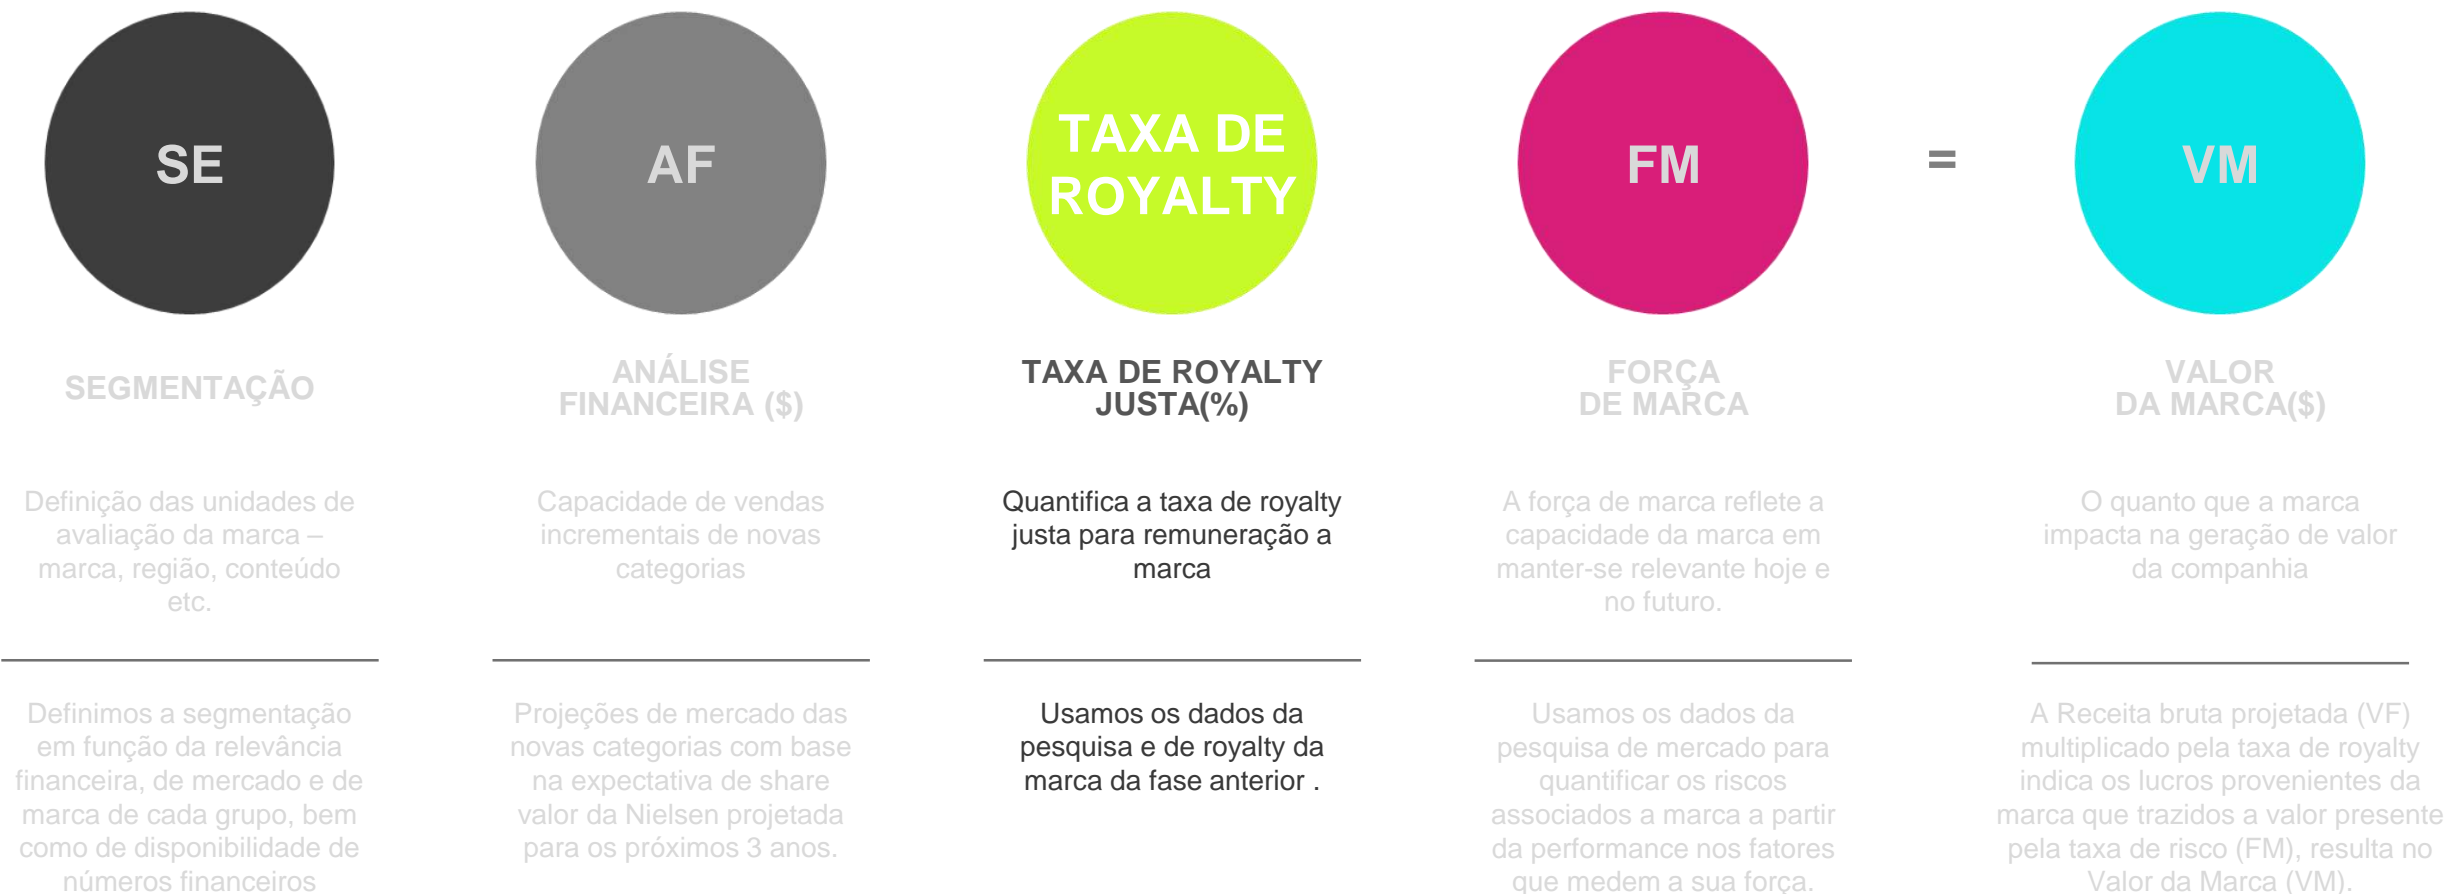 SE
AF
TAXA DE
ROYALTY
FM
=
VM
SEGMENTAÇÃO
Definição das unidades de
avaliação da marca –
marca, região, conteúdo
etc.
Definimos a segmentação
em função da relevância
financeira, de mercado e de
marca de cada grupo, bem
como de disponibilidade de
números financeiros
ANÁLISE
FINANCEIRA ($)
Capacidade de vendas
incrementais de novas
categorias
Projeções de mercado das
novas categorias com base
na expectativa de share
valor da Nielsen projetada
para os próximos 3 anos.
TAXA DE ROYALTY
JUSTA(%)
Quantifica a taxa de royalty
justa para remuneração a
marca
Usamos os dados da
pesquisa e de royalty da
marca da fase anterior .
FORÇA
DE MARCA
A força de marca reflete a
capacidade da marca em
manter-se relevante hoje e
no futuro.
Usamos os dados da
pesquisa de mercado para
quantificar os riscos
associados a marca a partir
da performance nos fatores
que medem a sua força.
VALOR
DA MARCA($)
O quanto que a marca
impacta na geração de valor
da companhia
A Receita bruta projetada (VF)
multiplicado pela taxa de royalty
indica os lucros provenientes da
marca que trazidos a valor presente
pela taxa de risco (FM), resulta no
Valor da Marca (VM).